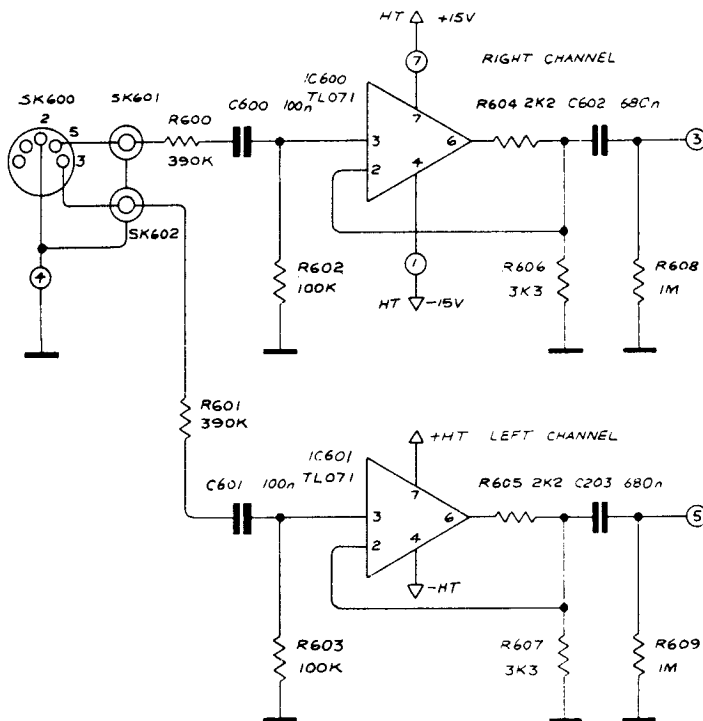 HT +15V
7
RIGHT CHANNEL
SK600
SK601
IC600
TL071
2
5
3
R600
390K
C600 100n
7
3
6
2
4
R604 2K2 C602 680n
3
SK602
4
R602
100K
1
HT -15V
R606
3K3
R608
1M
R601
390K
+HT LEFT CHANNEL
IC601
TL071
C601 100n
7
3
6
2
4
R605 2K2 C203 680n
5
-HT
R603
100K
R607
3K3
R609
1M